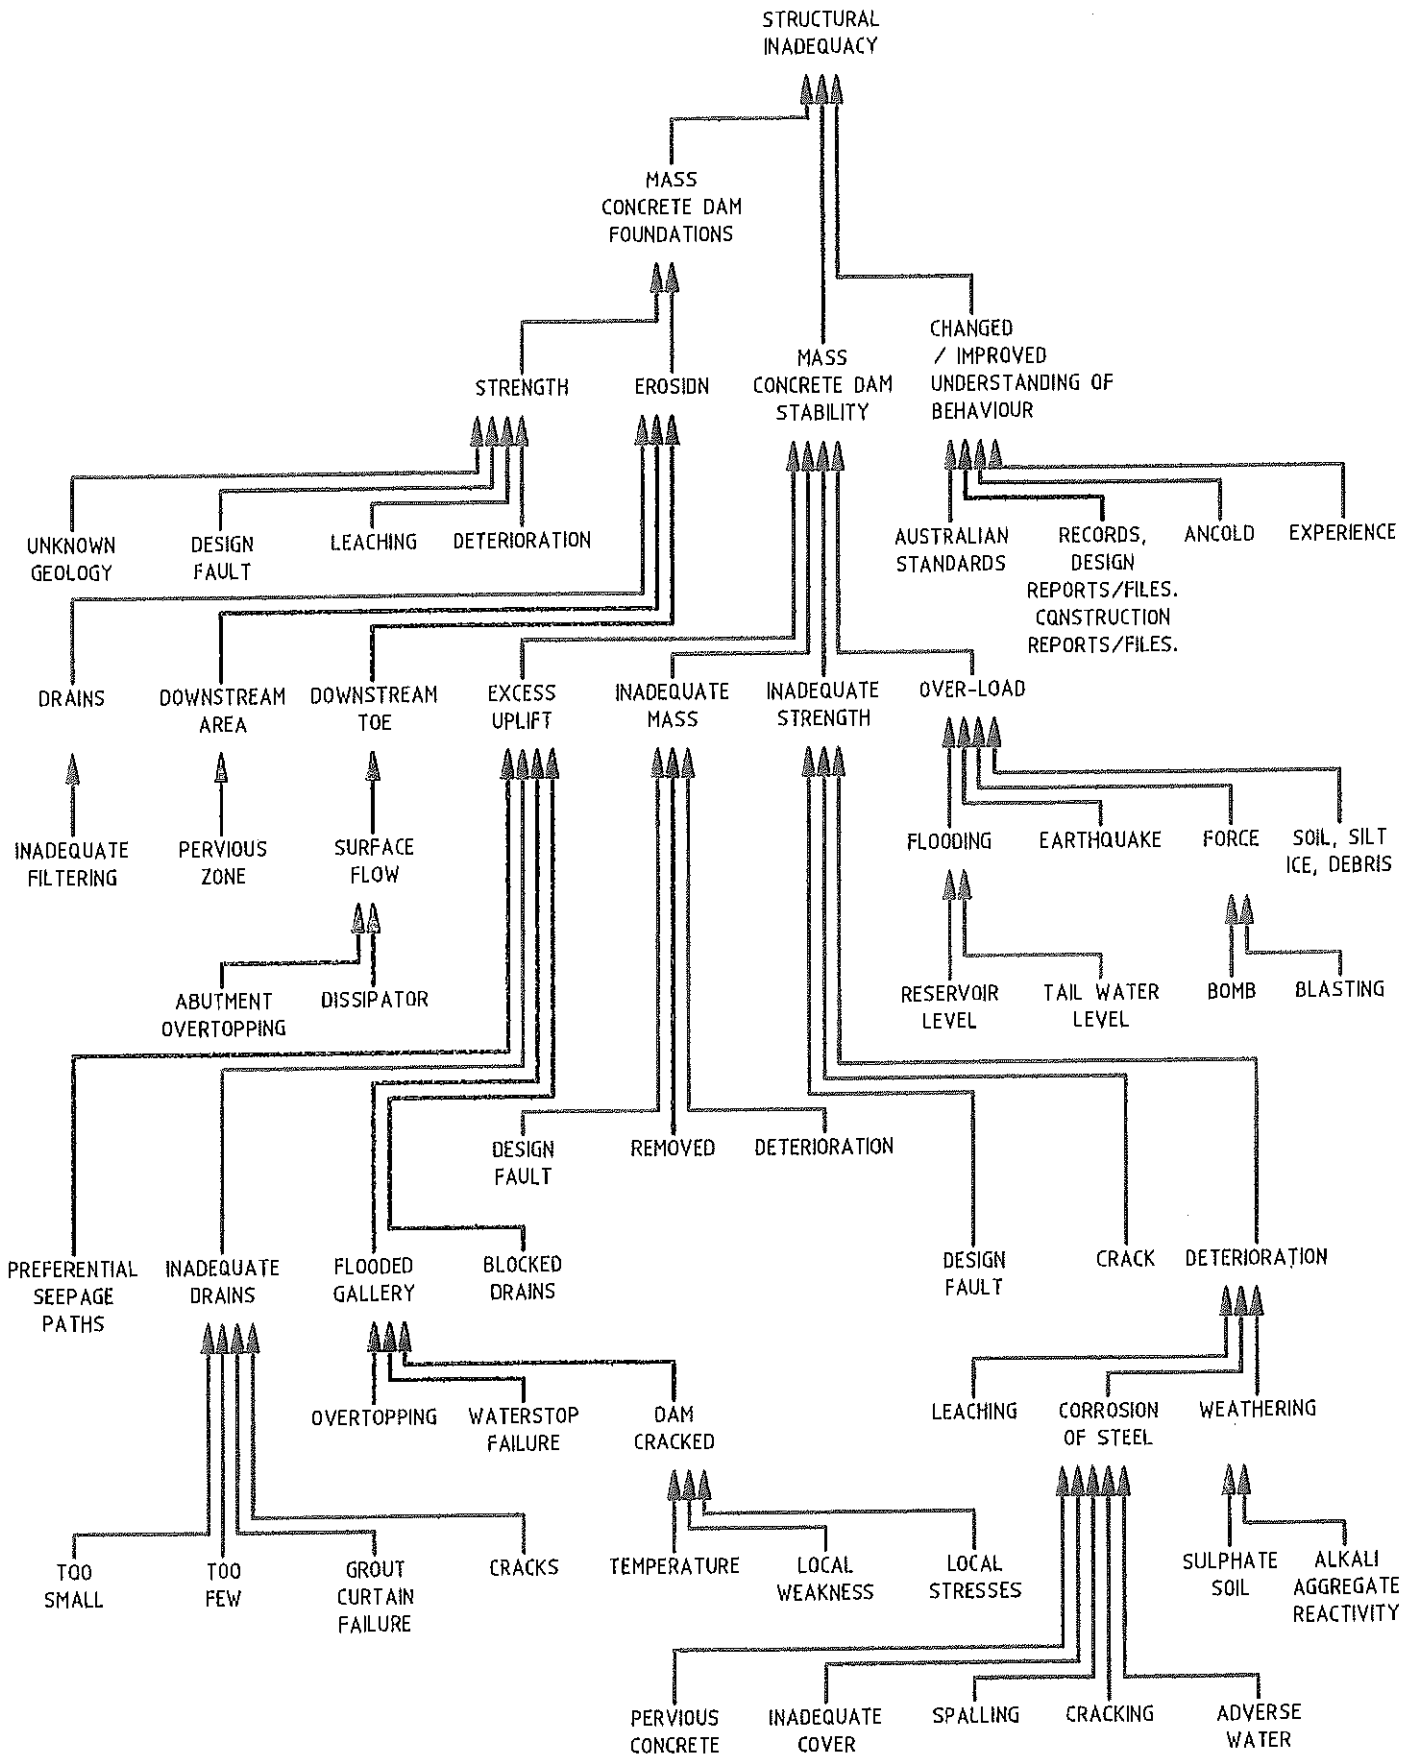 STRUCTURAL
INADEQUACY
MASS
CONCRETE DAM
FOUNDATIONS
CHANGED
/ IMPROVED
UNDERSTANDING OF
BEHAVIOUR
MASS
CONCRETE DAM
STABILITY
STRENGTH
EROSION
UNKNOWN
GEOLOGY
DESIGN
FAULT
LEACHING
DETERIORATION
AUSTRALIAN
STANDARDS
RECORDS,
DESIGN
REPORTS/FILES.
CONSTRUCTION
REPORTS/FILES.
ANCOLD
EXPERIENCE
DRAINS
DOWNSTREAM
AREA
DOWNSTREAM
TOE
EXCESS
UPLIFT
INADEQUATE
MASS
INADEQUATE
STRENGTH
OVER-LOAD
INADEQUATE
FILTERING
PERVIOUS
ZONE
SURFACE
FLOW
FLOODING
EARTHQUAKE
FORCE
SOIL, SILT
ICE, DEBRIS
ABUTMENT
OVERTOPPING
DISSIPATOR
RESERVOIR
LEVEL
TAIL WATER
LEVEL
BOMB
BLASTING
DESIGN
FAULT
REMOVED
DETERIORATION
PREFERENTIAL
SEEPAGE
PATHS
INADEQUATE
DRAINS
FLOODED
GALLERY
BLOCKED
DRAINS
DESIGN
FAULT
CRACK
DETERIORATION
OVERTOPPING
WATERSTOP
FAILURE
DAM
CRACKED
LEACHING
CORROSION
OF STEEL
WEATHERING
TOO
SMALL
TOO
FEW
GROUT
CURTAIN
FAILURE
CRACKS
TEMPERATURE
LOCAL
WEAKNESS
LOCAL
STRESSES
SULPHATE
SOIL
ALKALI
AGGREGATE
REACTIVITY
PERVIOUS
CONCRETE
INADEQUATE
COVER
SPALLING
CRACKING
ADVERSE
WATER